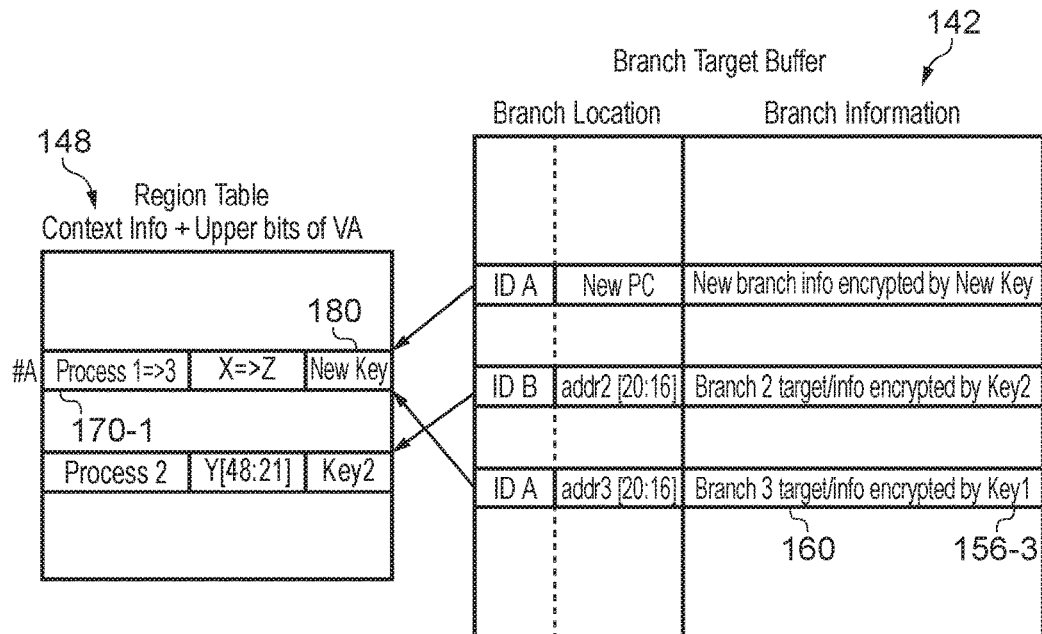 142
Branch Target Buffer
Branch Location Branch Information
148
Region Table
Context Info + Upper bits of VA
ID A New PC New branch info encrypted by New Key
180
#A Process 1=>3 X=>Z New Key
ID B addr2 [20:16] Branch 2 target/info encrypted by Key2
170-1
Process 2 Y[48:21] Key2
ID A addr3 [20:16] Branch 3 target/info encrypted by Key1
160 156-3